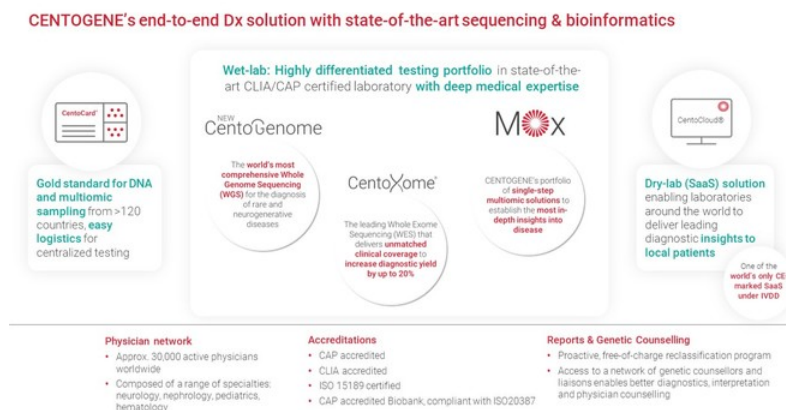 CENTOGENE's end-to-end Dx solution with state-of-the-art sequencing & bioinformatics
CentoCard®
Gold standard for DNA
and multiomic
sampling from >120
countries, easy
logistics for
centralized testing
Wet-lab: Highly differentiated testing portfolio in state-of-the-
art CLIA/CAP certified laboratory with deep medical expertise
NEW
CentoGenome
The world's most
comprehensive Whole
Genome Sequencing
(WGS) for the diagnosis
of rare and
neurogenerative
diseases
CentoXome®
The leading Whole Exome
Sequencing (WES) that
delivers unmatched
clinical coverage to
increase diagnostic yield
by up to 20%
MOx
CENTOGENE's portfolio
of single-step
multiomic solutions to
establish the most in-
depth insights into
disease
CentoCloud®
Dry-lab (SaaS) solution
enabling laboratories
around the world to
deliver leading
diagnostic insights to
local patients
One of the
world's only CE
marked SaaS
under IVDD
Physician network
• Approx. 30,000 active physicians
worldwide
• Composed of a range of specialties:
neurology, nephrology, pediatrics,
hematology
Accreditations
• CAP accredited
• CLIA accredited
• ISO 15189 certified
• CAP accredited Biobank, compliant with ISO20387
Reports & Genetic Counselling
• Proactive, free-of-charge reclassification program
• Access to a network of genetic counsellors and
liaisons enables better diagnostics, interpretation
and physician counselling